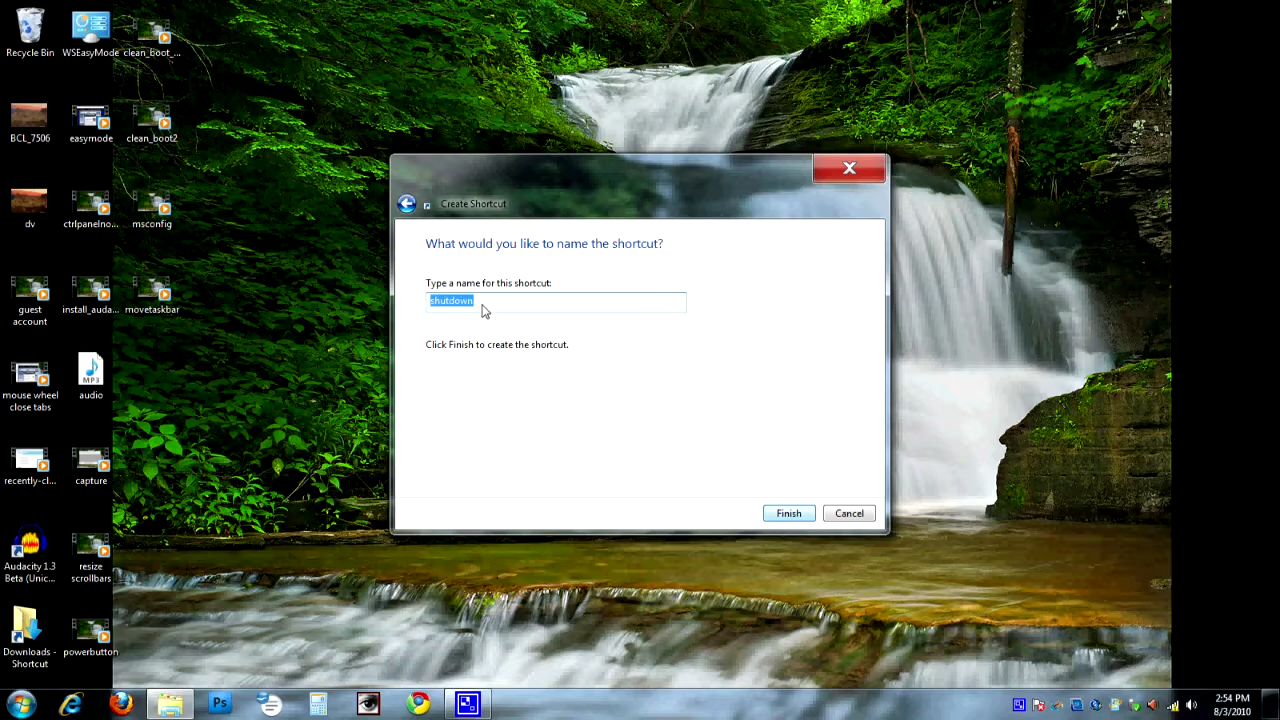 Recycle Bin
WSEasyMode
clean_boot_...
BCL_7506
easymode
clean_boot2
dv
ctrlpanelno...
msconfig
guest
account
install_auda...
movetaskbar
MP3
mouse wheel
close tabs
audio
recently-cl...
capture
Audacity 1.3
Beta (Unic...
resize
scrollbars
Downloads -
Shortcut
powerbutton
Create Shortcut
What would you like to name the shortcut?
Type a name for this shortcut:
shutdown
Click Finish to create the shortcut.
Finish
Cancel
Ps
2:54 PM
8/3/2010